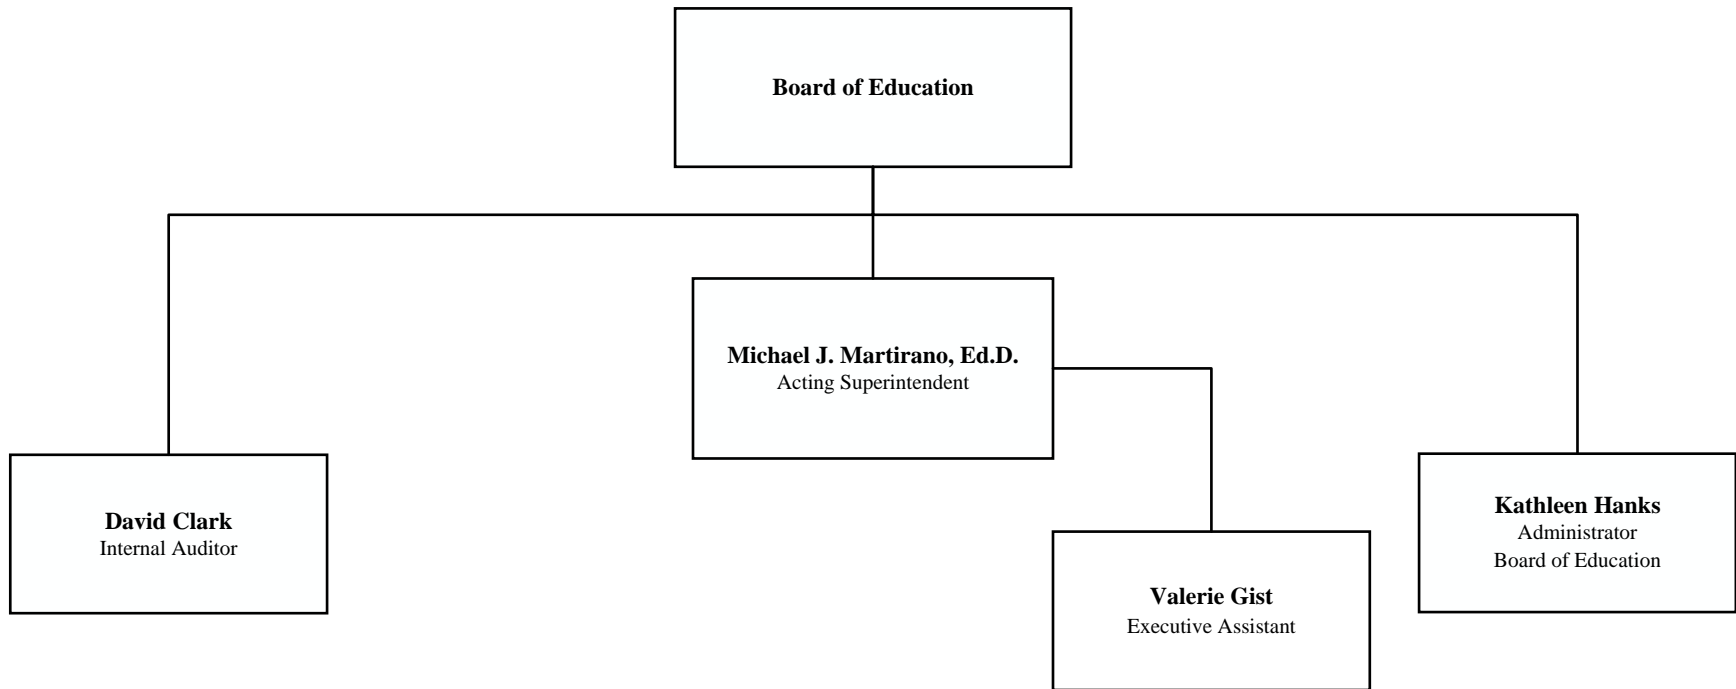 Board of Education
Michael J. Martirano, Ed.D.
Acting Superintendent
David Clark
Internal Auditor
Kathleen Hanks
Administrator
Board of Education
Valerie Gist
Executive Assistant